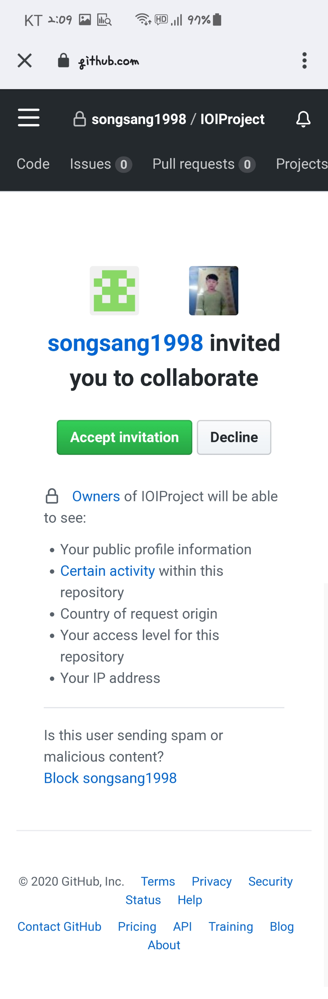 KT 2:09 HD 97%
github.com
songsang1998 / IOIProject
Code Issues 0 Pull requests 0 Projects
songsang1998 invited
you to collaborate
Accept invitation Decline
Owners of IOIProject will be able
to see:
• Your public profile information
• Certain activity within this
repository
• Country of request origin
• Your access level for this
repository
• Your IP address
Is this user sending spam or
malicious content?
Block songsang1998
© 2020 GitHub, Inc. Terms Privacy Security
Status Help
Contact GitHub Pricing API Training Blog
About